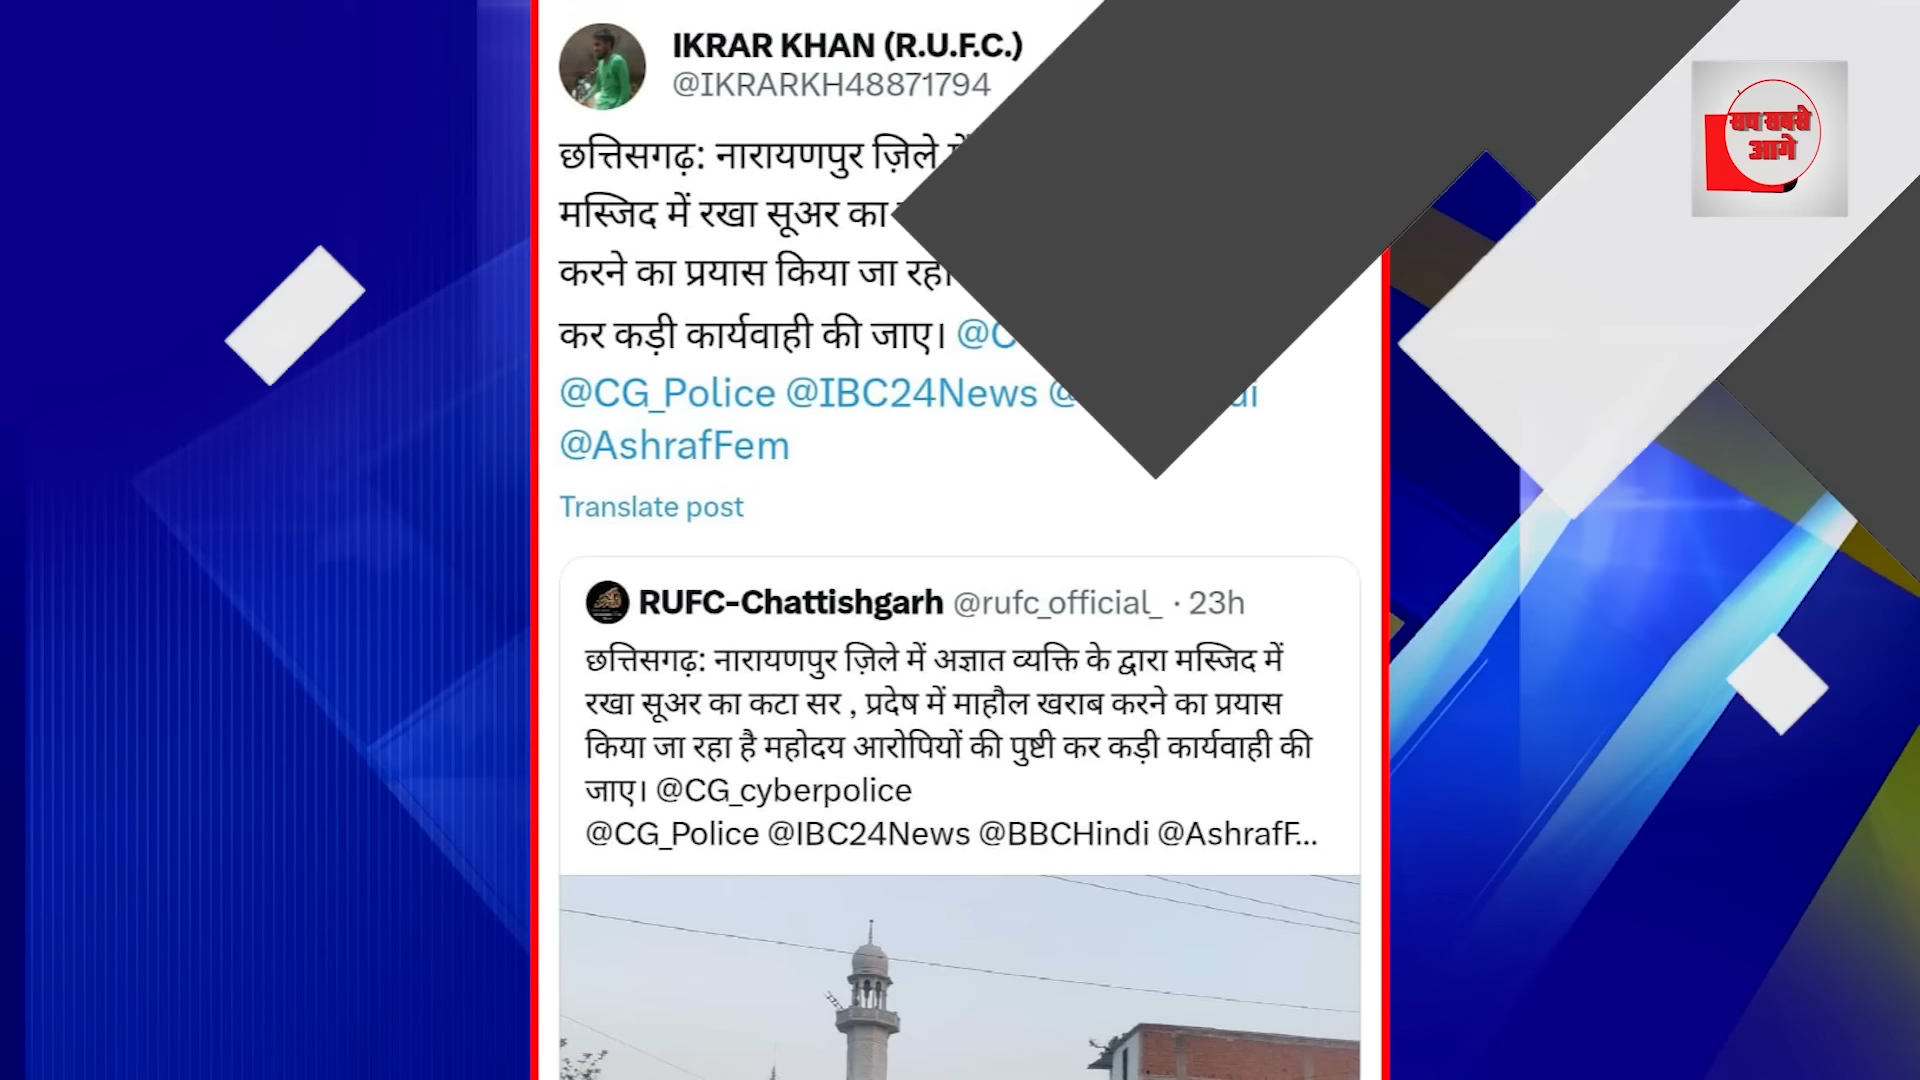 IKRAR KHAN (R.U.F.C.)
@IKRARKH48871794
छत्तिसगढ़: नारायणपुर ज़िले
मस्जिद में रखा सूअर का
करने का प्रयास किया जा रहा
कर कड़ी कार्यवाही की जाए।
@CG_Police @IBC24News
@AshrafFem
Translate post
RUFC-Chattishgarh @rufc_official_ · 23h
छत्तिसगढ़: नारायणपुर ज़िले में अज्ञात व्यक्ति के द्वारा मस्जिद में
रखा सूअर का कटा सर , प्रदेष में माहौल खराब करने का प्रयास
किया जा रहा है महोदय आरोपियों की पुष्टी कर कड़ी कार्यवाही की
जाए। @CG_cyberpolice
@CG_Police @IBC24News @BBCHindi @AshrafF...
सच सबसे
आगे